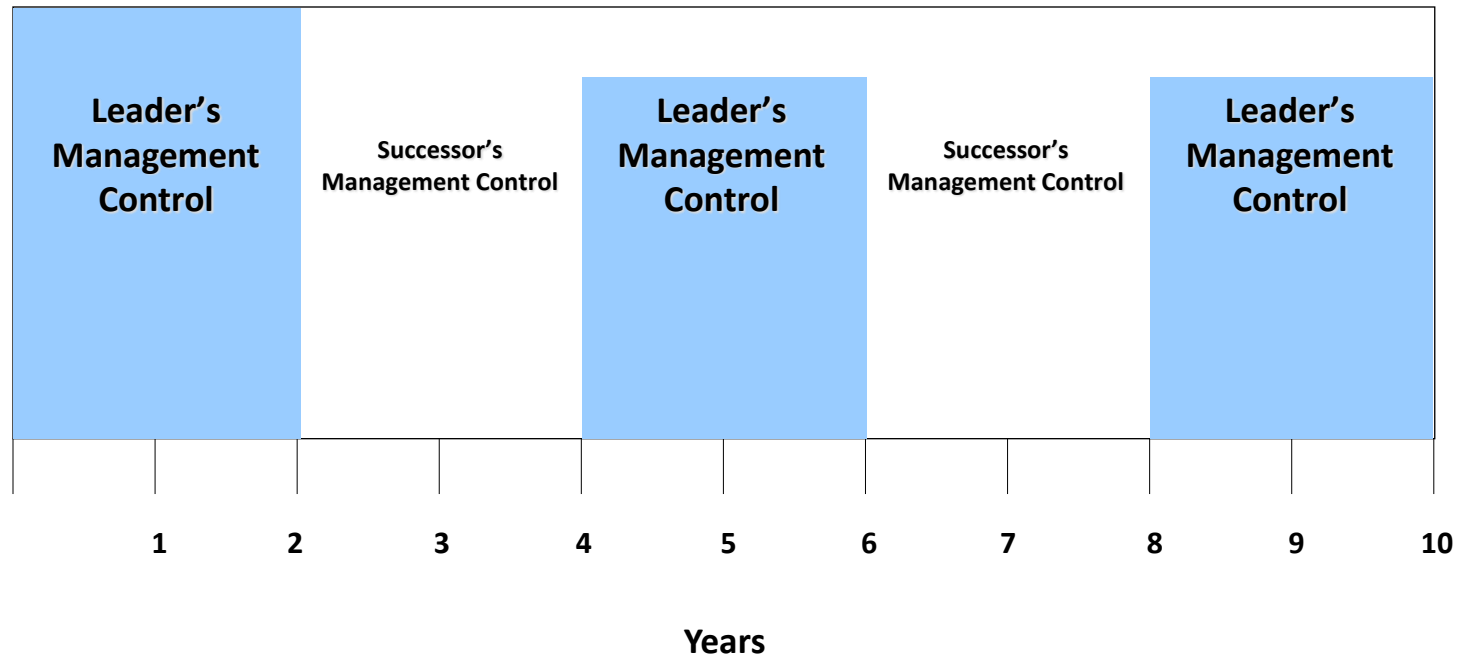 Leader’s
Management
Control
Successor’s
Management Control
Leader’s
Management
Control
Successor’s
Management Control
Leader’s
Management
Control
1 2 3 4 5 6 7 8 9 10
Years